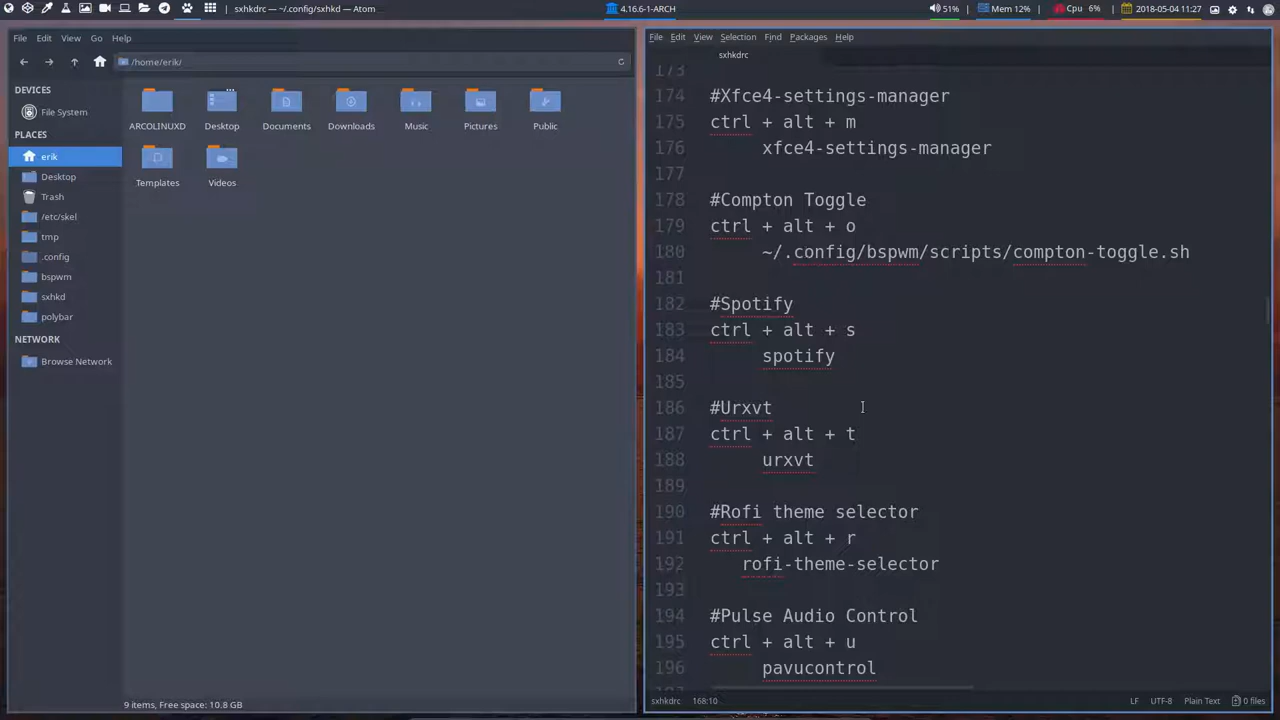 sxhkdrc — ~/.config/sxhkd — Atom
4.16.6-1-ARCH
51%
Mem 12%
Cpu 6%
2018-05-04 11:27
File Edit View Go Help
/home/erik/
DEVICES
File System
PLACES
erik
Desktop
Trash
/etc/skel
tmp
.config
bspwm
sxhkd
polybar
NETWORK
Browse Network
ARCOLINUXD Desktop Documents Downloads Music Pictures Public
Templates Videos
9 items, Free space: 10.8 GB
File Edit View Selection Find Packages Help
sxhkdrc
173
174 #Xfce4-settings-manager
175 ctrl + alt + m
176 xfce4-settings-manager
177
178 #Compton Toggle
179 ctrl + alt + o
180 ~/.config/bspwm/scripts/compton-toggle.sh
181
182 #Spotify
183 ctrl + alt + s
184 spotify
185
186 #Urxvt
187 ctrl + alt + t
188 urxvt
189
190 #Rofi theme selector
191 ctrl + alt + r
192 rofi-theme-selector
193
194 #Pulse Audio Control
195 ctrl + alt + u
196 pavucontrol
sxhkdrc 168:10 LF UTF-8 Plain Text 0 files